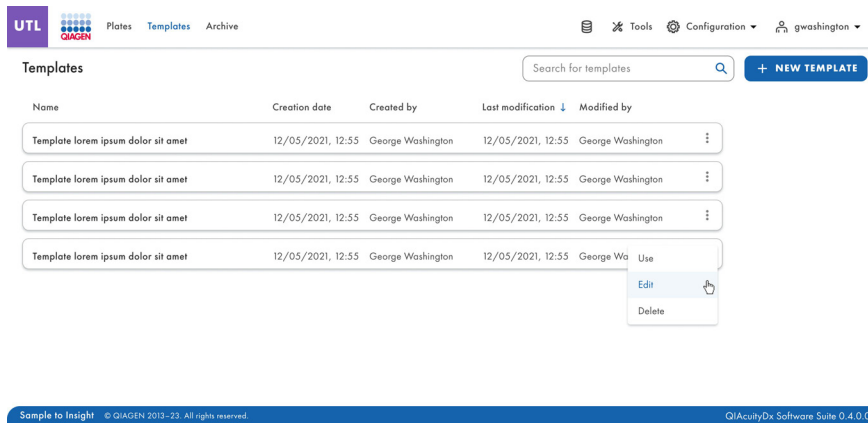 UTL QIAGEN Plates Templates Archive Tools Configuration gwashington
Templates Search for templates + NEW TEMPLATE
Name Creation date Created by Last modification ↓ Modified by
Template lorem ipsum dolor sit amet 12/05/2021, 12:55 George Washington 12/05/2021, 12:55 George Washington
Template lorem ipsum dolor sit amet 12/05/2021, 12:55 George Washington 12/05/2021, 12:55 George Washington
Template lorem ipsum dolor sit amet 12/05/2021, 12:55 George Washington 12/05/2021, 12:55 George Washington
Template lorem ipsum dolor sit amet 12/05/2021, 12:55 George Washington 12/05/2021, 12:55 George Wa
Use
Edit
Delete
Sample to Insight © QIAGEN 2013–23. All rights reserved. QIAcuityDx Software Suite 0.4.0.0